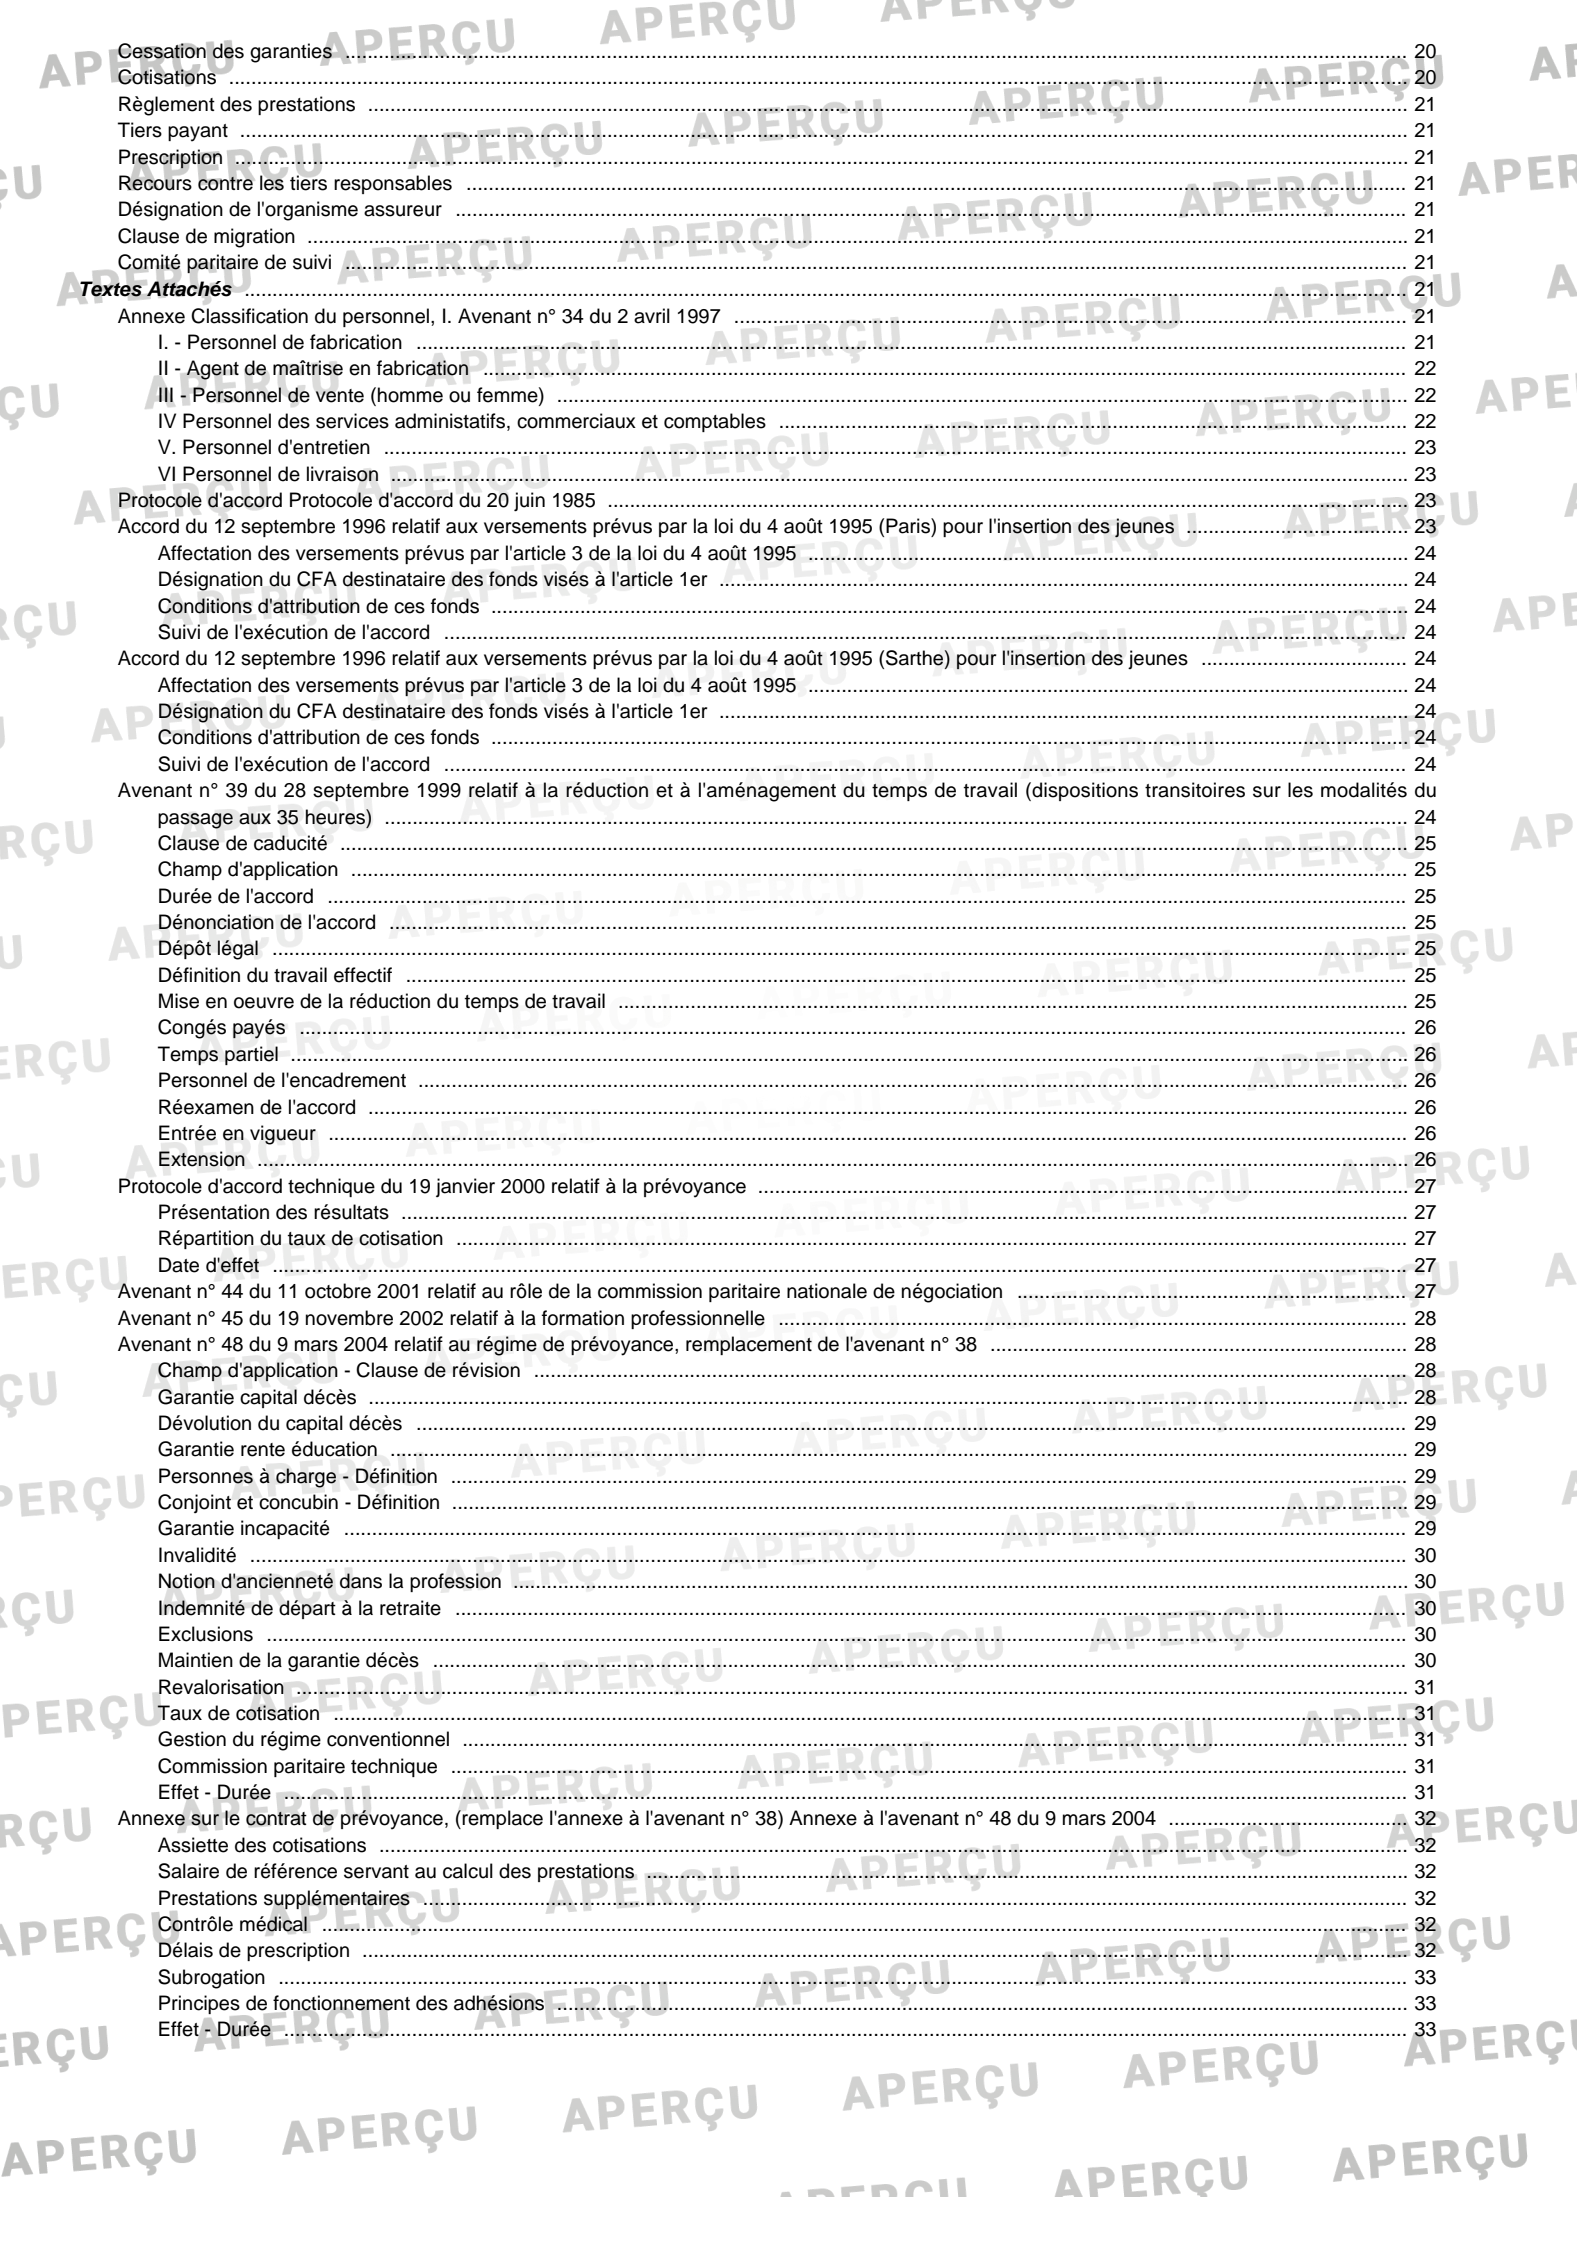 Cessation des garanties ... 20
Cotisations ... 20
Règlement des prestations ... 21
Tiers payant ... 21
Prescription ... 21
Recours contre les tiers responsables ... 21
Désignation de l'organisme assureur ... 21
Clause de migration ... 21
Comité paritaire de suivi ... 21
Textes Attachés ... 21
Annexe Classification du personnel, I. Avenant n° 34 du 2 avril 1997 ... 21
I. - Personnel de fabrication ... 21
II - Agent de maîtrise en fabrication ... 22
III - Personnel de vente (homme ou femme) ... 22
IV Personnel des services administatifs, commerciaux et comptables ... 22
V. Personnel d'entretien ... 23
VI Personnel de livraison ... 23
Protocole d'accord Protocole d'accord du 20 juin 1985 ... 23
Accord du 12 septembre 1996 relatif aux versements prévus par la loi du 4 août 1995 (Paris) pour l'insertion des jeunes ... 23
Affectation des versements prévus par l'article 3 de la loi du 4 août 1995 ... 24
Désignation du CFA destinataire des fonds visés à l'article 1er ... 24
Conditions d'attribution de ces fonds ... 24
Suivi de l'exécution de l'accord ... 24
Accord du 12 septembre 1996 relatif aux versements prévus par la loi du 4 août 1995 (Sarthe) pour l'insertion des jeunes ... 24
Affectation des versements prévus par l'article 3 de la loi du 4 août 1995 ... 24
Désignation du CFA destinataire des fonds visés à l'article 1er ... 24
Conditions d'attribution de ces fonds ... 24
Suivi de l'exécution de l'accord ... 24
Avenant n° 39 du 28 septembre 1999 relatif à la réduction et à l'aménagement du temps de travail (dispositions transitoires sur les modalités du
passage aux 35 heures) ... 24
Clause de caducité ... 25
Champ d'application ... 25
Durée de l'accord ... 25
Dénonciation de l'accord ... 25
Dépôt légal ... 25
Définition du travail effectif ... 25
Mise en oeuvre de la réduction du temps de travail ... 25
Congés payés ... 26
Temps partiel ... 26
Personnel de l'encadrement ... 26
Réexamen de l'accord ... 26
Entrée en vigueur ... 26
Extension ... 26
Protocole d'accord technique du 19 janvier 2000 relatif à la prévoyance ... 27
Présentation des résultats ... 27
Répartition du taux de cotisation ... 27
Date d'effet ... 27
Avenant n° 44 du 11 octobre 2001 relatif au rôle de la commission paritaire nationale de négociation ... 27
Avenant n° 45 du 19 novembre 2002 relatif à la formation professionnelle ... 28
Avenant n° 48 du 9 mars 2004 relatif au régime de prévoyance, remplacement de l'avenant n° 38 ... 28
Champ d'application - Clause de révision ... 28
Garantie capital décès ... 28
Dévolution du capital décès ... 29
Garantie rente éducation ... 29
Personnes à charge - Définition ... 29
Conjoint et concubin - Définition ... 29
Garantie incapacité ... 29
Invalidité ... 30
Notion d'ancienneté dans la profession ... 30
Indemnité de départ à la retraite ... 30
Exclusions ... 30
Maintien de la garantie décès ... 30
Revalorisation ... 31
Taux de cotisation ... 31
Gestion du régime conventionnel ... 31
Commission paritaire technique ... 31
Effet - Durée ... 31
Annexe sur le contrat de prévoyance, (remplace l'annexe à l'avenant n° 38) Annexe à l'avenant n° 48 du 9 mars 2004 ... 32
Assiette des cotisations ... 32
Salaire de référence servant au calcul des prestations ... 32
Prestations supplémentaires ... 32
Contrôle médical ... 32
Délais de prescription ... 32
Subrogation ... 33
Principes de fonctionnement des adhésions ... 33
Effet - Durée ... 33
APERÇU